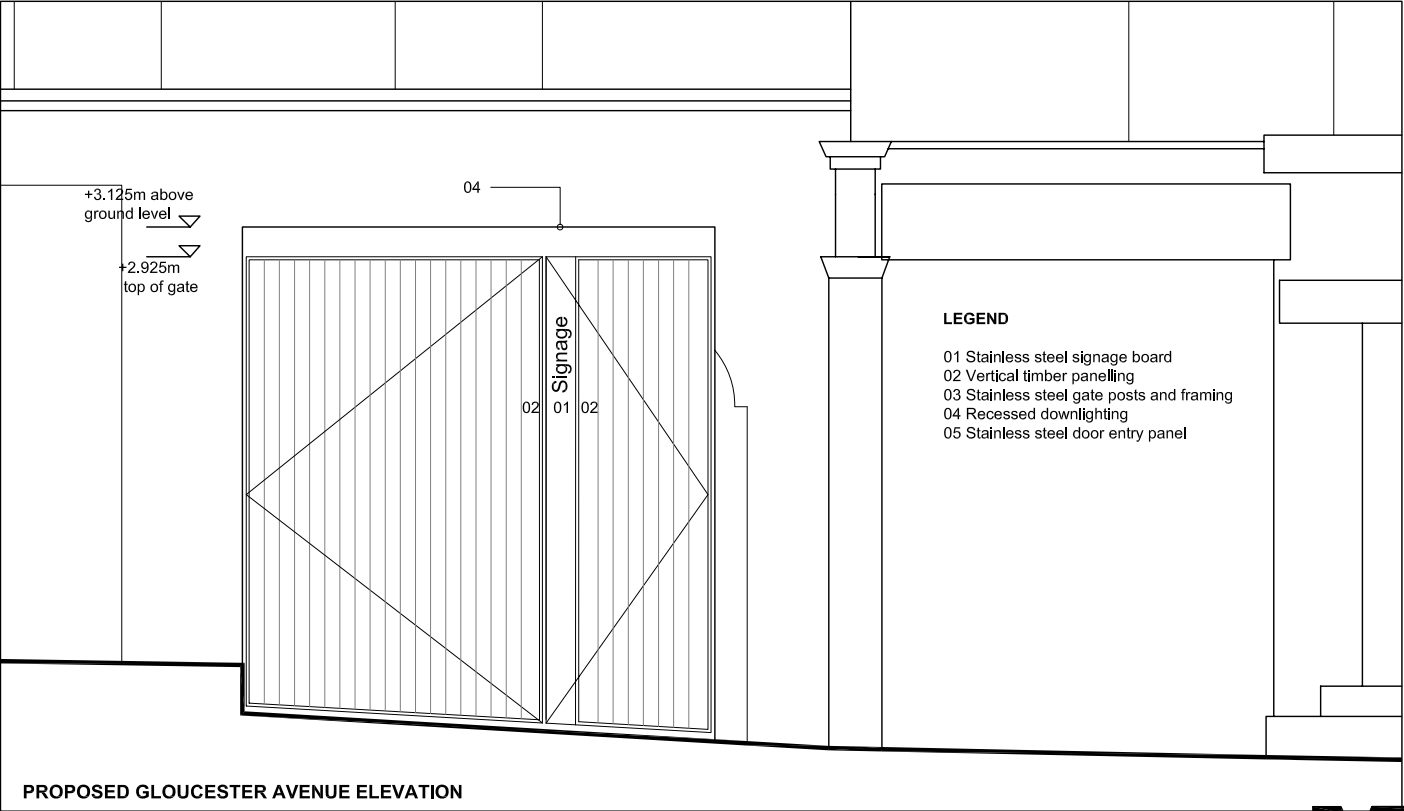 +3.125m above
ground level
04
+2.925m
top of gate
Signage
02 01 02
LEGEND
01 Stainless steel signage board
02 Vertical timber panelling
03 Stainless steel gate posts and framing
04 Recessed downlighting
05 Stainless steel door entry panel
PROPOSED GLOUCESTER AVENUE ELEVATION